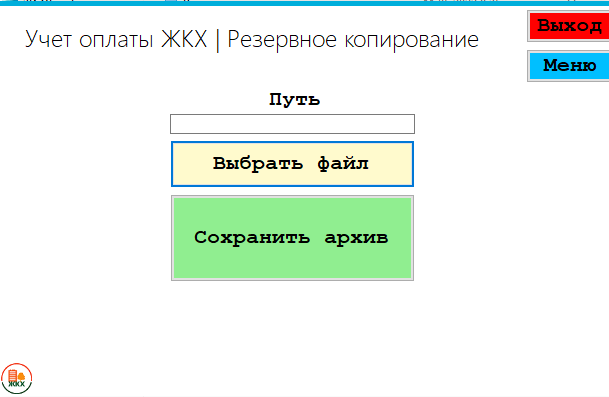 Учет оплаты ЖКХ | Резервное копирование
Выход
Меню
Путь
Выбрать файл
Сохранить архив
ЖКХ